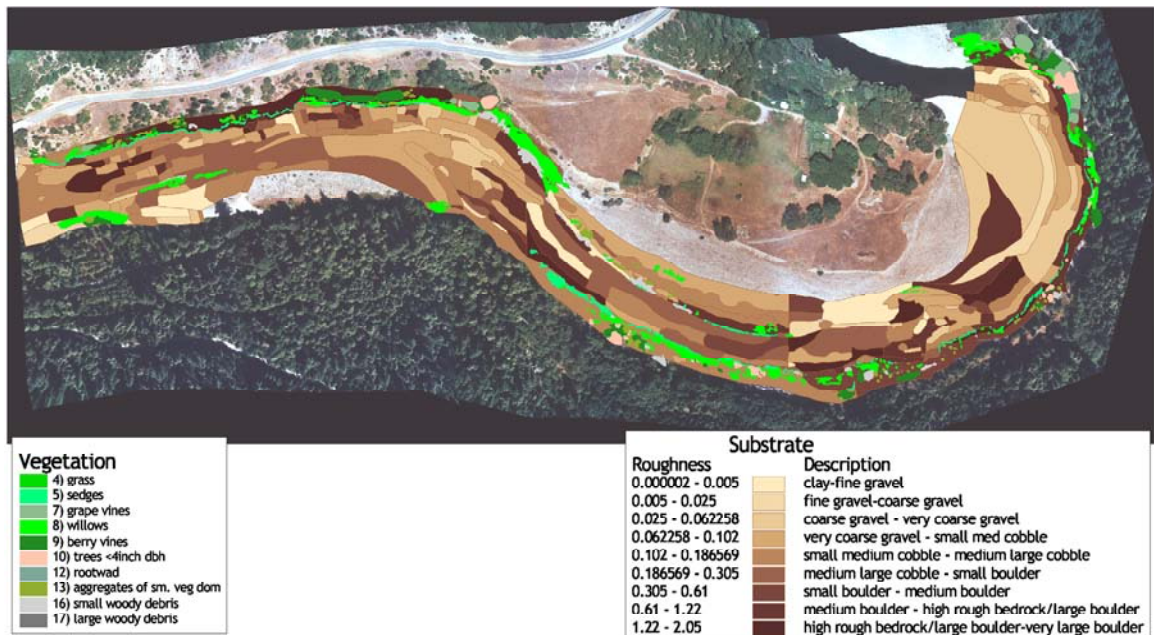 Vegetation
4) grass
5) sedges
7) grape vines
8) willows
9) berry vines
10) trees <4inch dbh
12) rootwad
13) aggregates of sm. veg dom
16) small woody debris
17) large woody debris
Substrate
Roughness Description
0.000002 - 0.005 clay-fine gravel
0.005 - 0.025 fine gravel-coarse gravel
0.025 - 0.062258 coarse gravel - very coarse gravel
0.062258 - 0.102 very coarse gravel - small med cobble
0.102 - 0.186569 small medium cobble - medium large cobble
0.186569 - 0.305 medium large cobble - small boulder
0.305 - 0.61 small boulder - medium boulder
0.61 - 1.22 medium boulder - high rough bedrock/large boulder
1.22 - 2.05 high rough bedrock/large boulder-very large boulder